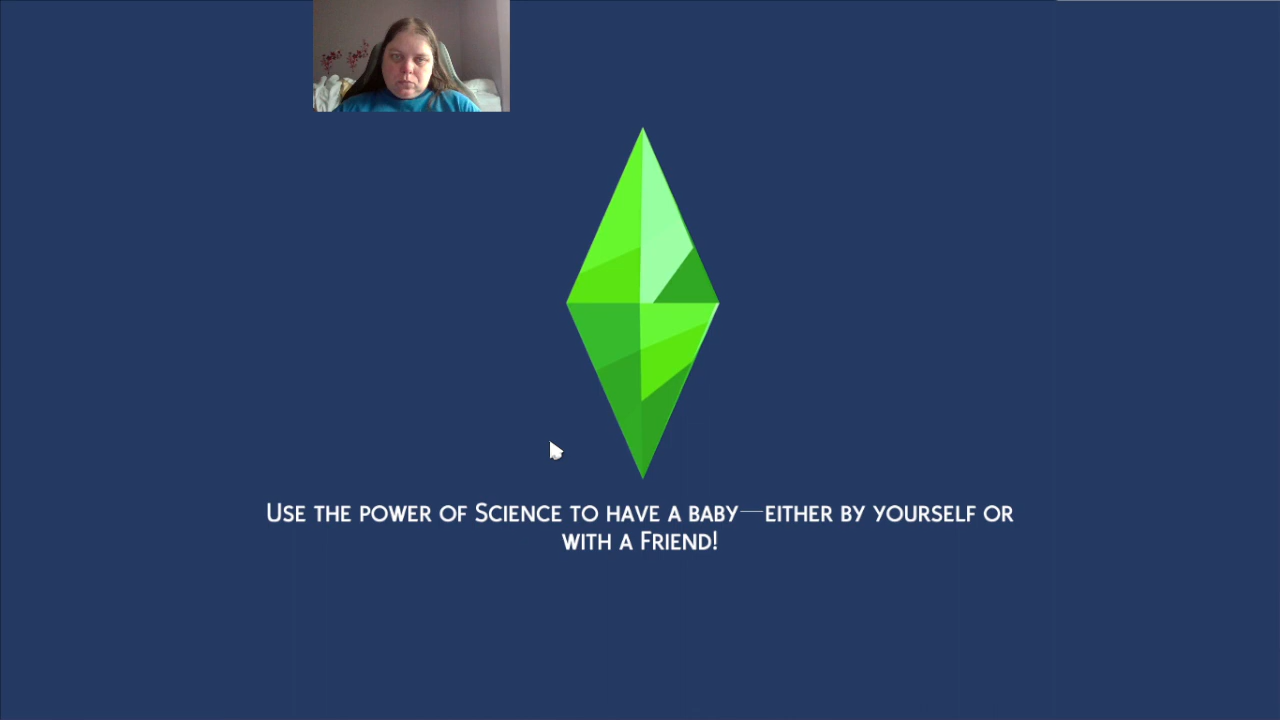 Use the power of Science to have a baby—either by yourself or
with a Friend!